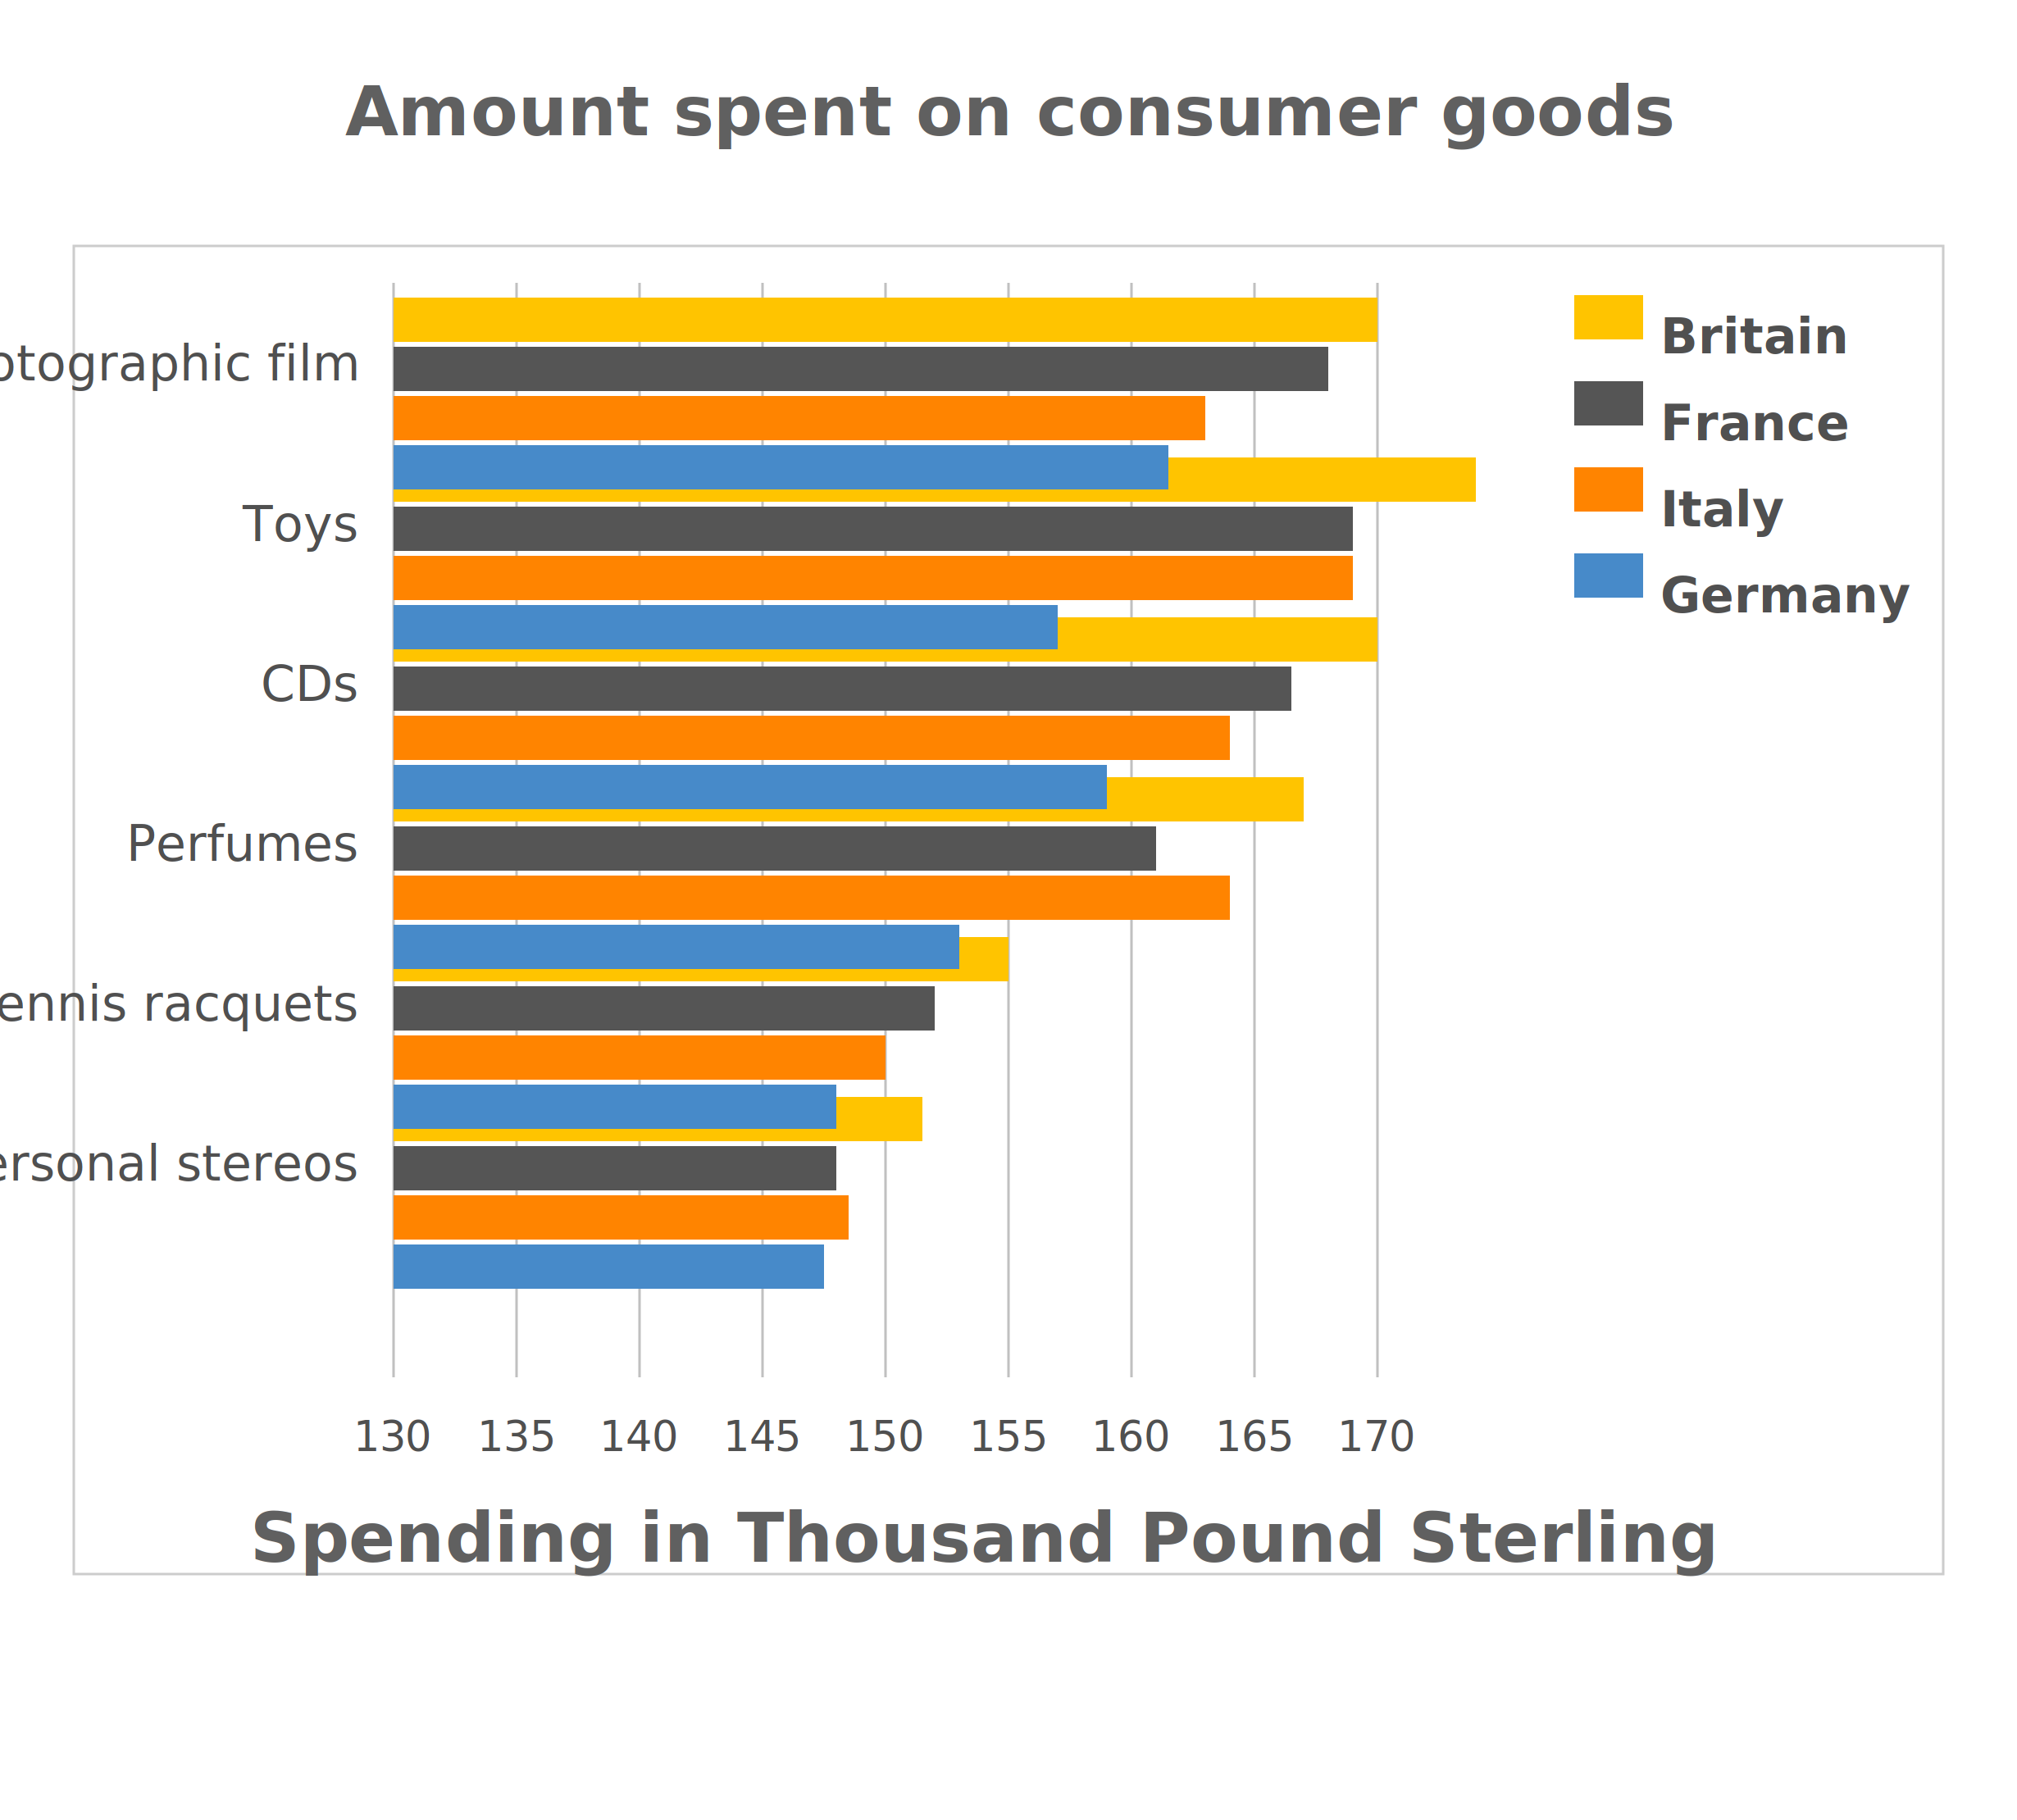 Amount spent on consumer goods
Britain
France
Italy
Germany
otographic film
Toys
CDs
Perfumes
ennis racquets
ersonal stereos
130 135 140 145 150 155 160 165 170
Spending in Thousand Pound Sterling